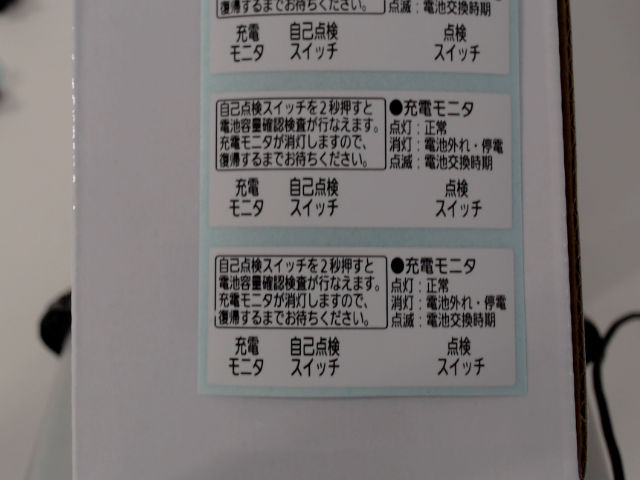 復帰するまでお待ちください。
点滅：電池交換時期
充電 自己点検 点検
モニタ スイッチ スイッチ
自己点検スイッチを2秒押すと
電池容量確認検査が行なえます。
充電モニタが消灯しますので、
復帰するまでお待ちください。
●充電モニタ
点灯：正常
消灯：電池外れ・停電
点滅：電池交換時期
充電 自己点検 点検
モニタ スイッチ スイッチ
自己点検スイッチを2秒押すと
電池容量確認検査が行なえます。
充電モニタが消灯しますので、
復帰するまでお待ちください。
●充電モニタ
点灯：正常
消灯：電池外れ・停電
点滅：電池交換時期
充電 自己点検 点検
モニタ スイッチ スイッチ